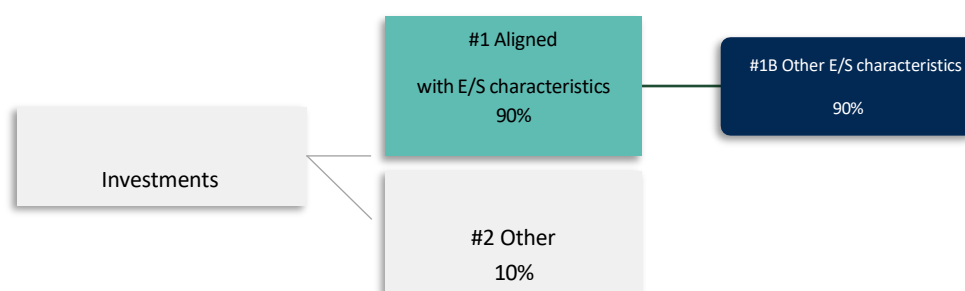 #1 Aligned
with E/S characteristics
90%
#1B Other E/S characteristics
90%
Investments
#2 Other
10%